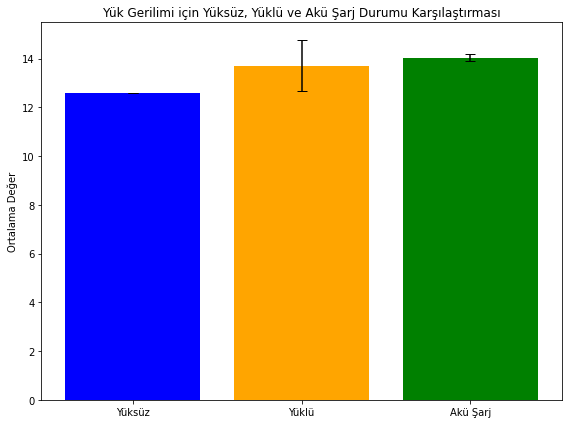 Yük Gerilimi için Yüksüz, Yüklü ve Akü Şarj Durumu Karşılaştırması
Ortalama Değer
14
12
10
8
6
4
2
0
Yüksüz
Yüklü
Akü Şarj